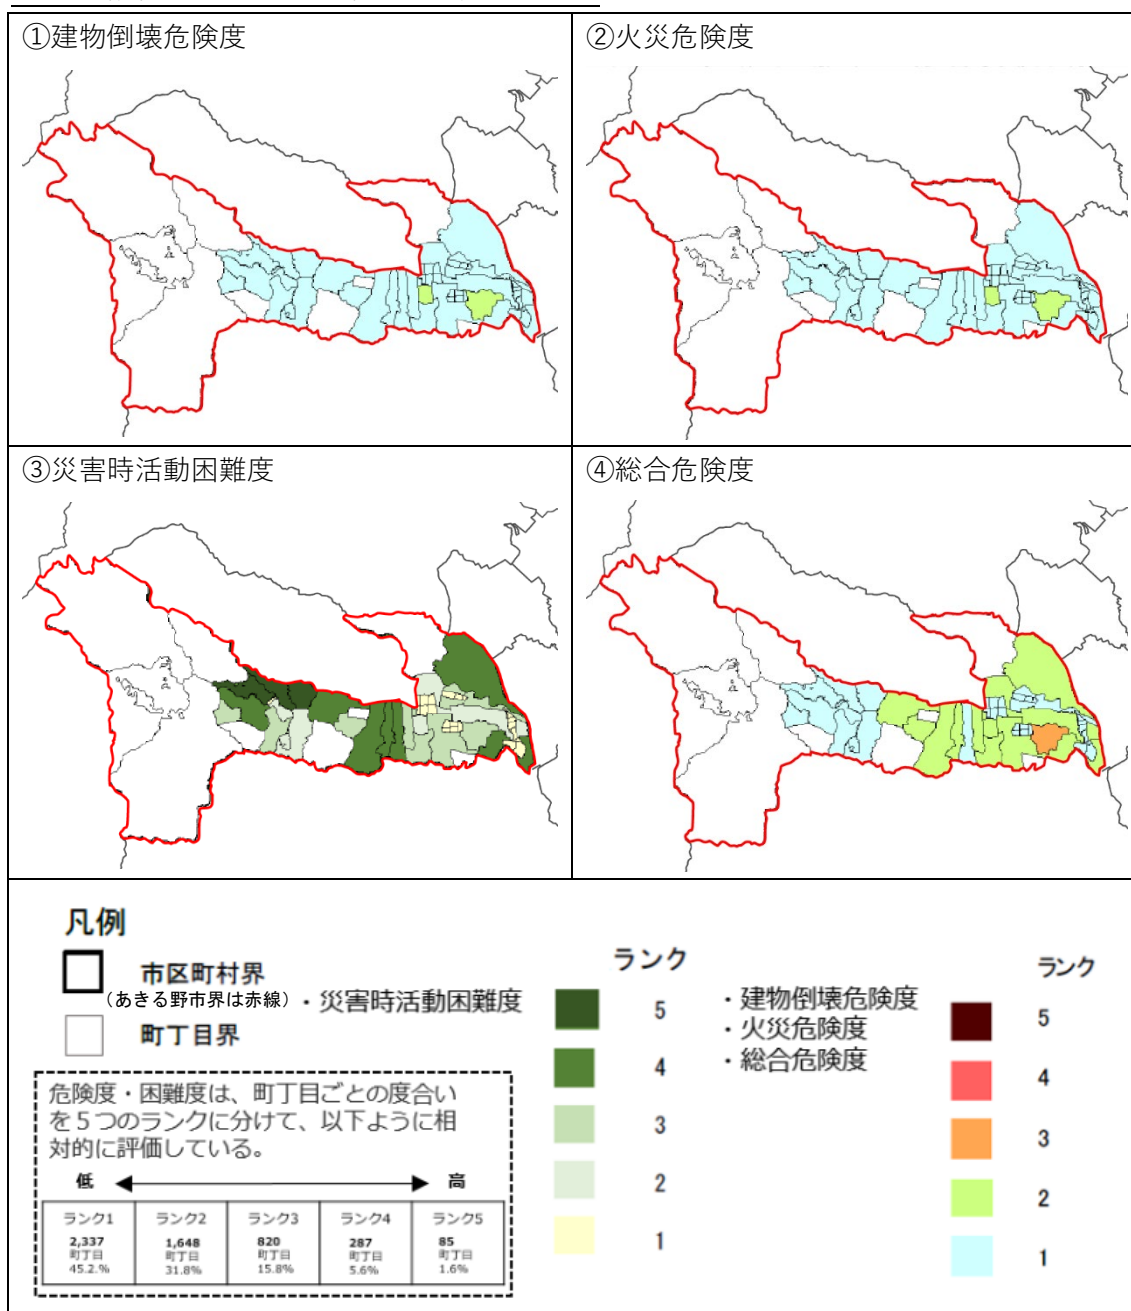 ①建物倒壊危険度
②火災危険度
③災害時活動困難度
④総合危険度
凡例
市区町村界
（あきる野市界は赤線）
町丁目界
・災害時活動困難度
ランク
5
4
3
2
1
・建物倒壊危険度
・火災危険度
・総合危険度
ランク
5
4
3
2
1
危険度・困難度は、町丁目ごとの度合い
を５つのランクに分けて、以下ように相
対的に評価している。
低 高
ランク1 ランク2 ランク3 ランク4 ランク5
2,337 1,648 820 287 85
町丁目 町丁目 町丁目 町丁目 町丁目
45.2.% 31.8% 15.8% 5.6% 1.6%